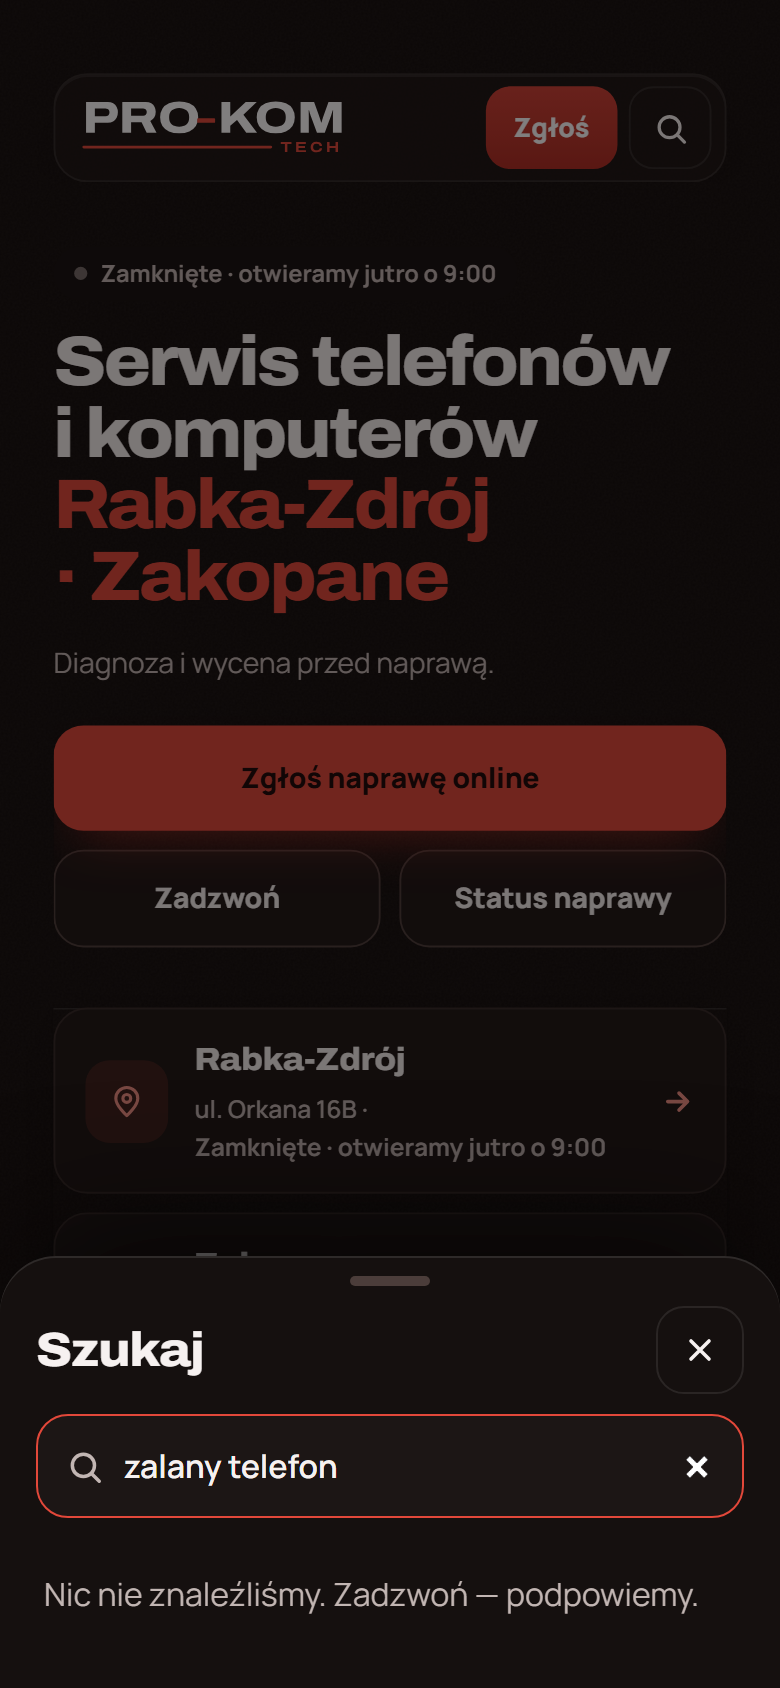 PRO-KOM
TECH
Zgłoś
Zamknięte · otwieramy jutro o 9:00
Serwis telefonów
i komputerów
Rabka-Zdrój
· Zakopane
Diagnoza i wycena przed naprawą.
Zgłoś naprawę online
Zadzwoń
Status naprawy
Rabka-Zdrój
ul. Orkana 16B ·
Zamknięte · otwieramy jutro o 9:00
Szukaj
zalany telefon
Nic nie znaleźliśmy. Zadzwoń — podpowiemy.